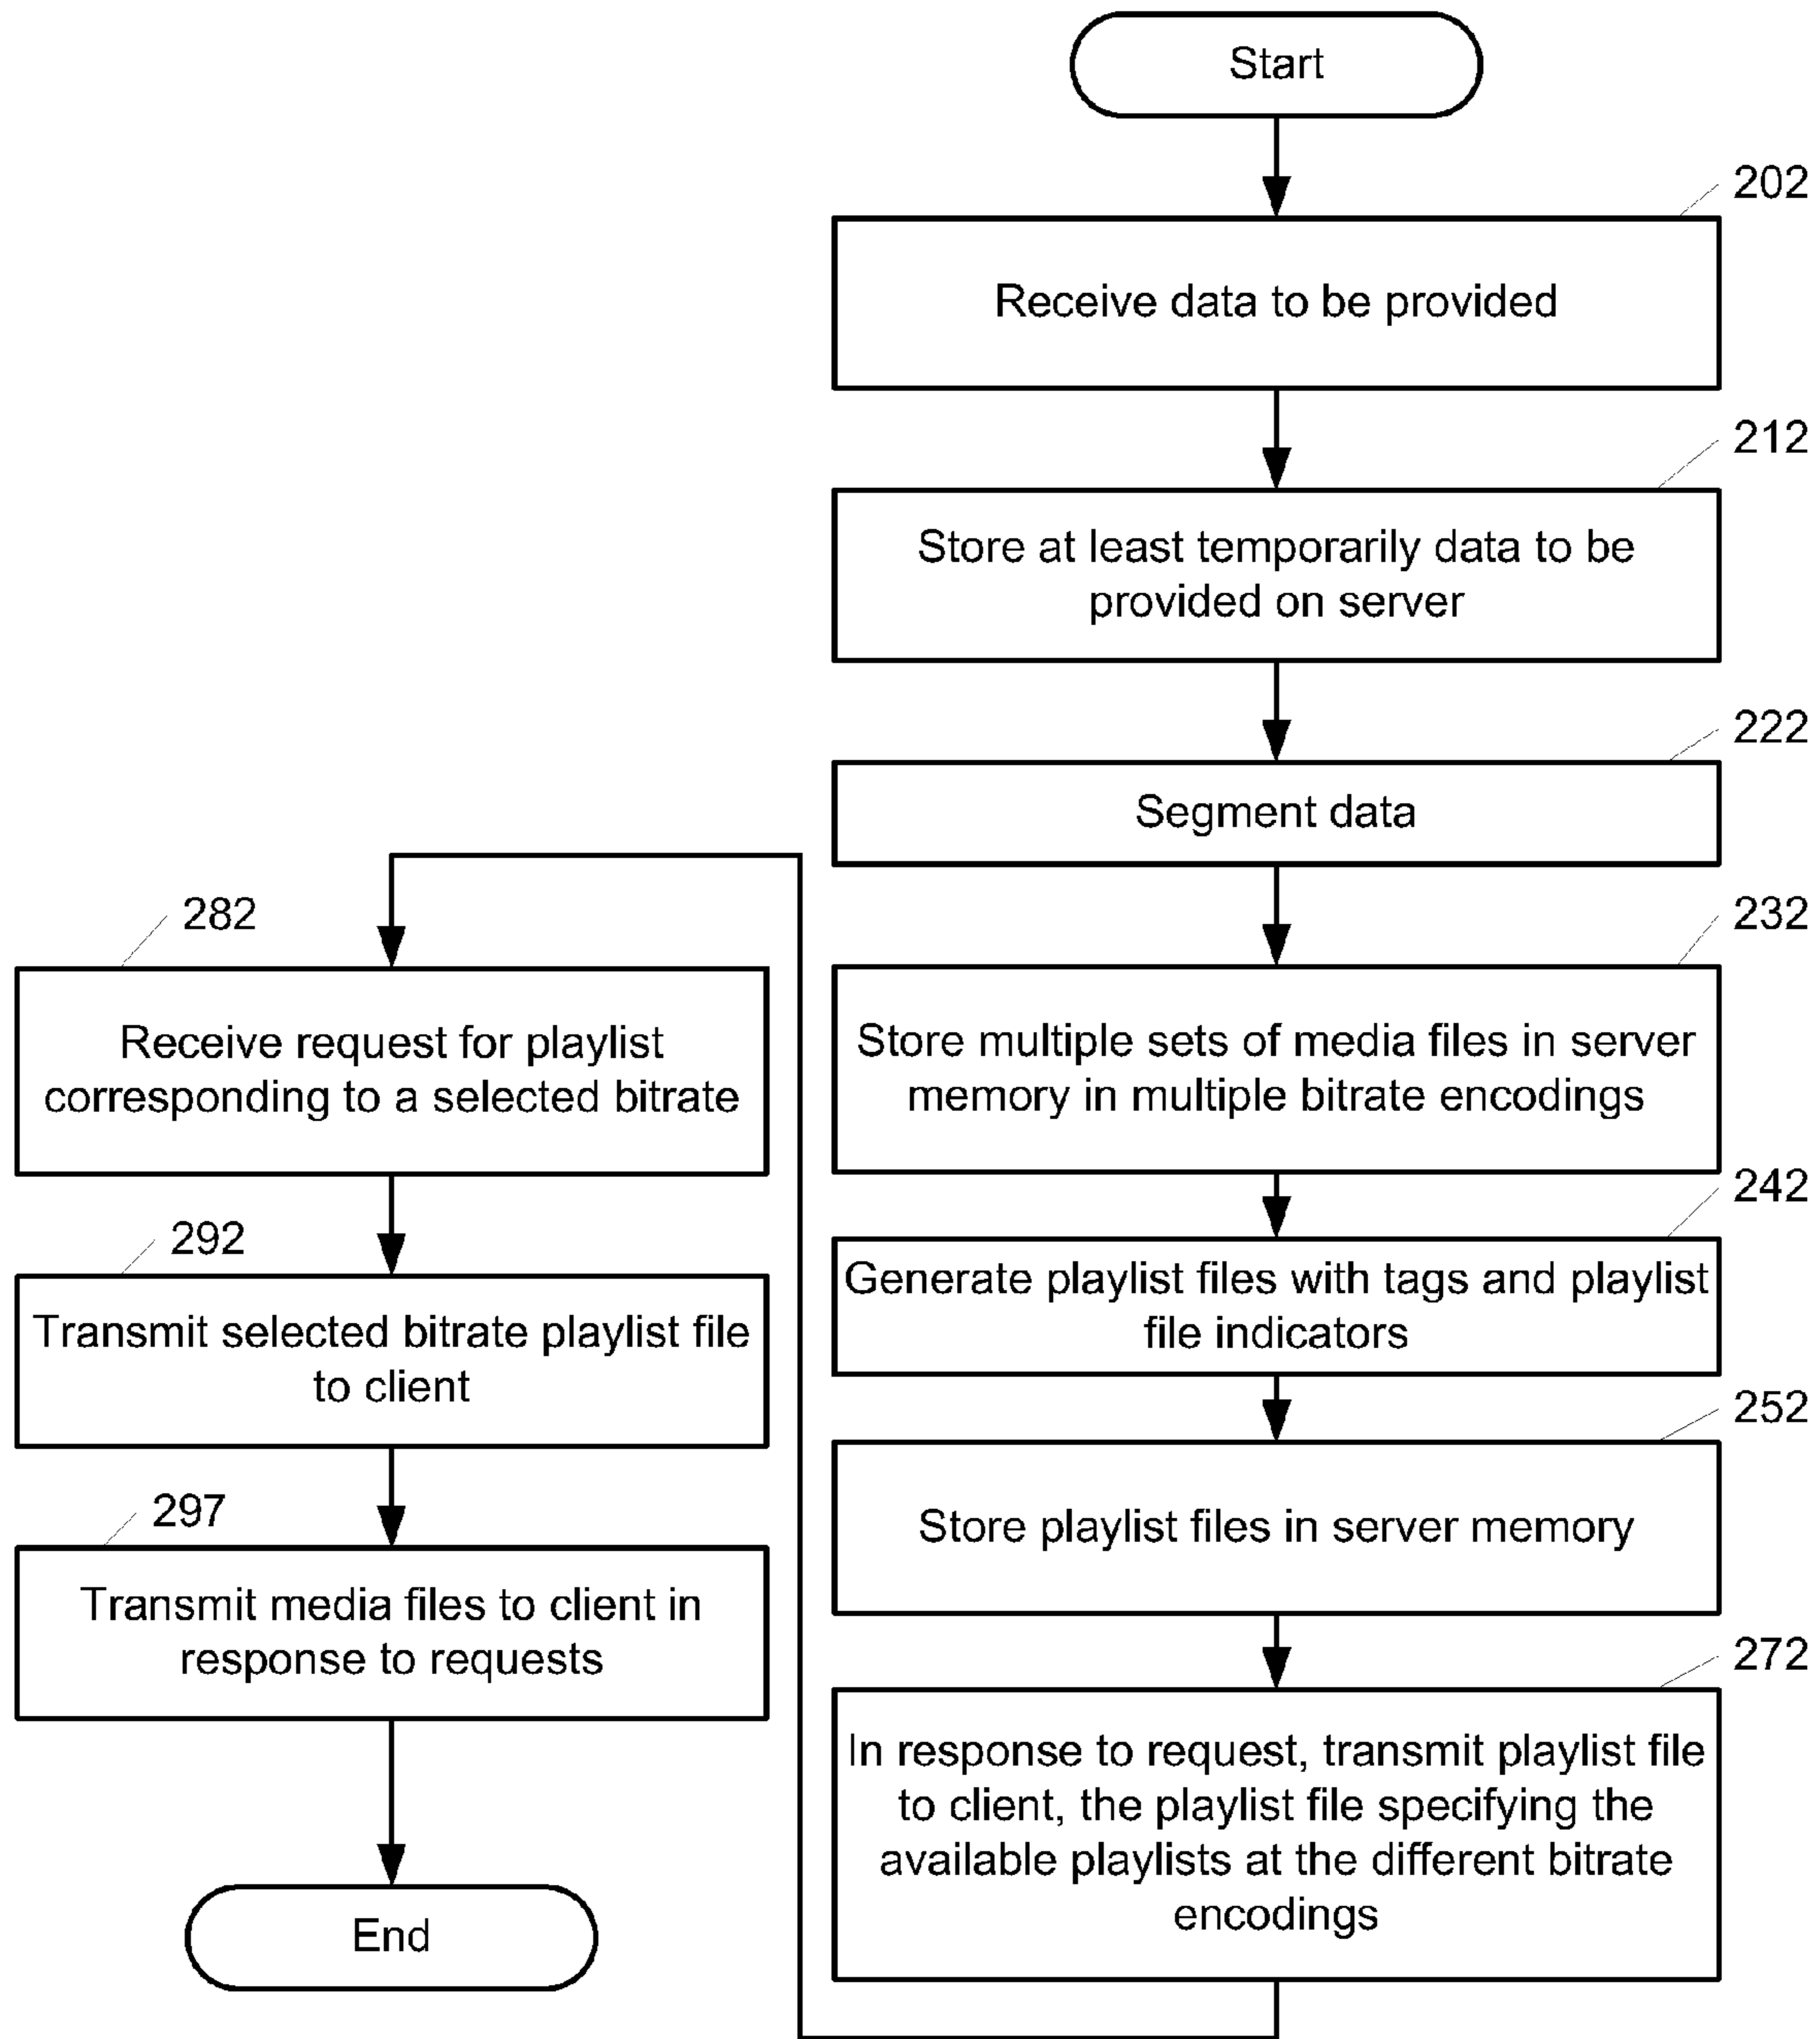 Start
202
Receive data to be provided
212
Store at least temporarily data to be
provided on server
222
Segment data
232
Store multiple sets of media files in server
memory in multiple bitrate encodings
242
Generate playlist files with tags and playlist
file indicators
252
Store playlist files in server memory
272
In response to request, transmit playlist file
to client, the playlist file specifying the
available playlists at the different bitrate
encodings
282
Receive request for playlist
corresponding to a selected bitrate
292
Transmit selected bitrate playlist file
to client
297
Transmit media files to client in
response to requests
End